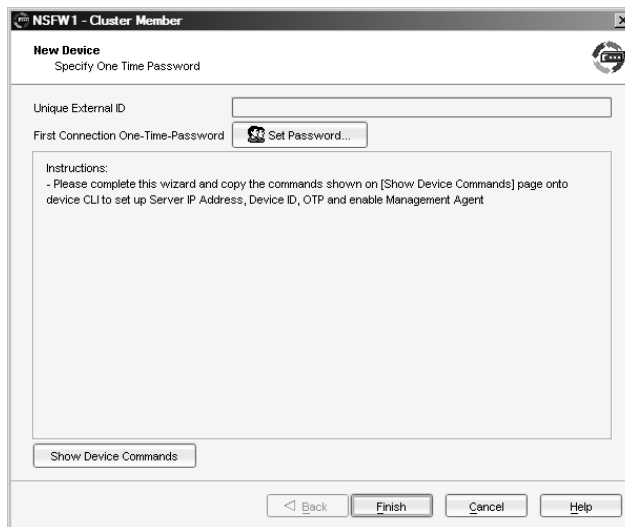 NSFW1 - Cluster Member
New Device
Specify One Time Password
Unique External ID
First Connection One-Time-Password
Set Password...
Instructions:
- Please complete this wizard and copy the commands shown on [Show Device Commands] page onto
device CLI to set up Server IP Address, Device ID, OTP and enable Management Agent
Show Device Commands
Back
Finish
Cancel
Help